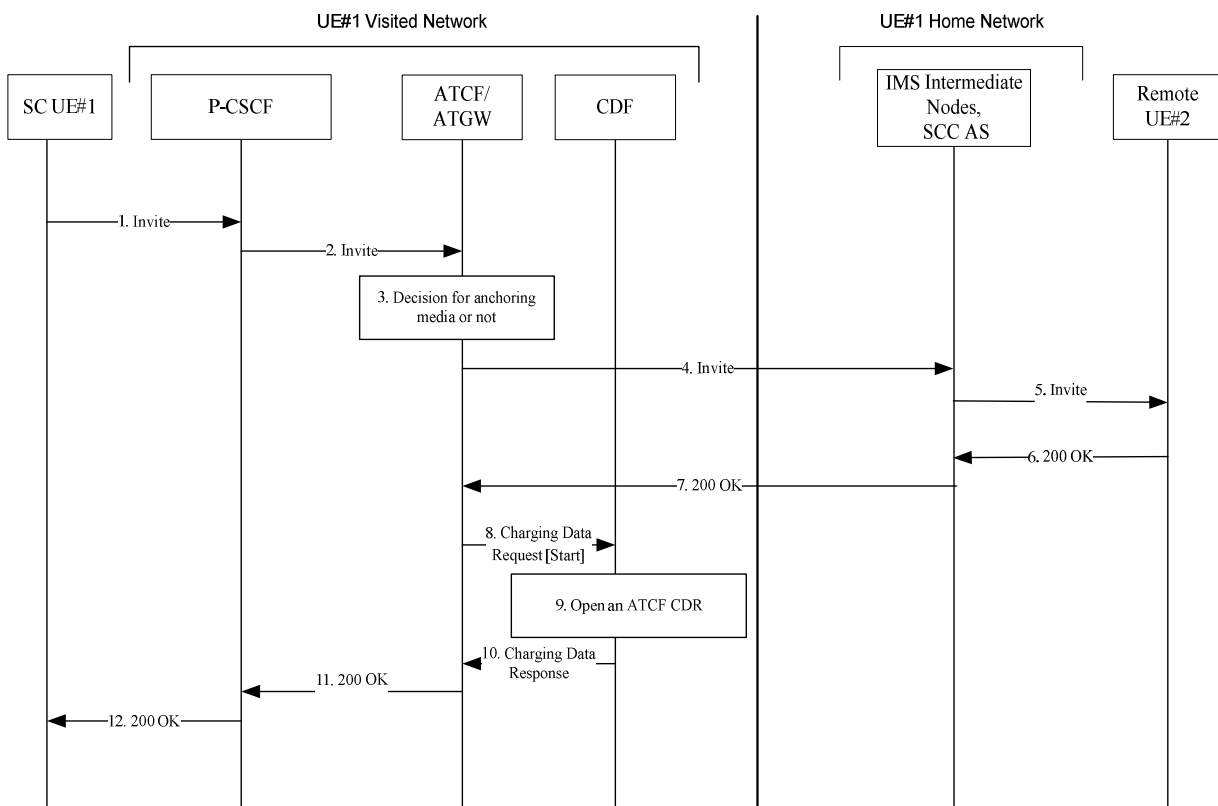 UE#1 Visited Network
UE#1 Home Network
SC UE#1
P-CSCF
ATCF/
ATGW
CDF
IMS Intermediate
Nodes,
SCC AS
Remote
UE#2
1. Invite
2. Invite
3. Decision for anchoring
media or not
4. Invite
5. Invite
6. 200 OK
7. 200 OK
8. Charging Data
Request [Start]
9. Open an ATCF CDR
10. Charging Data
Response
11. 200 OK
12. 200 OK